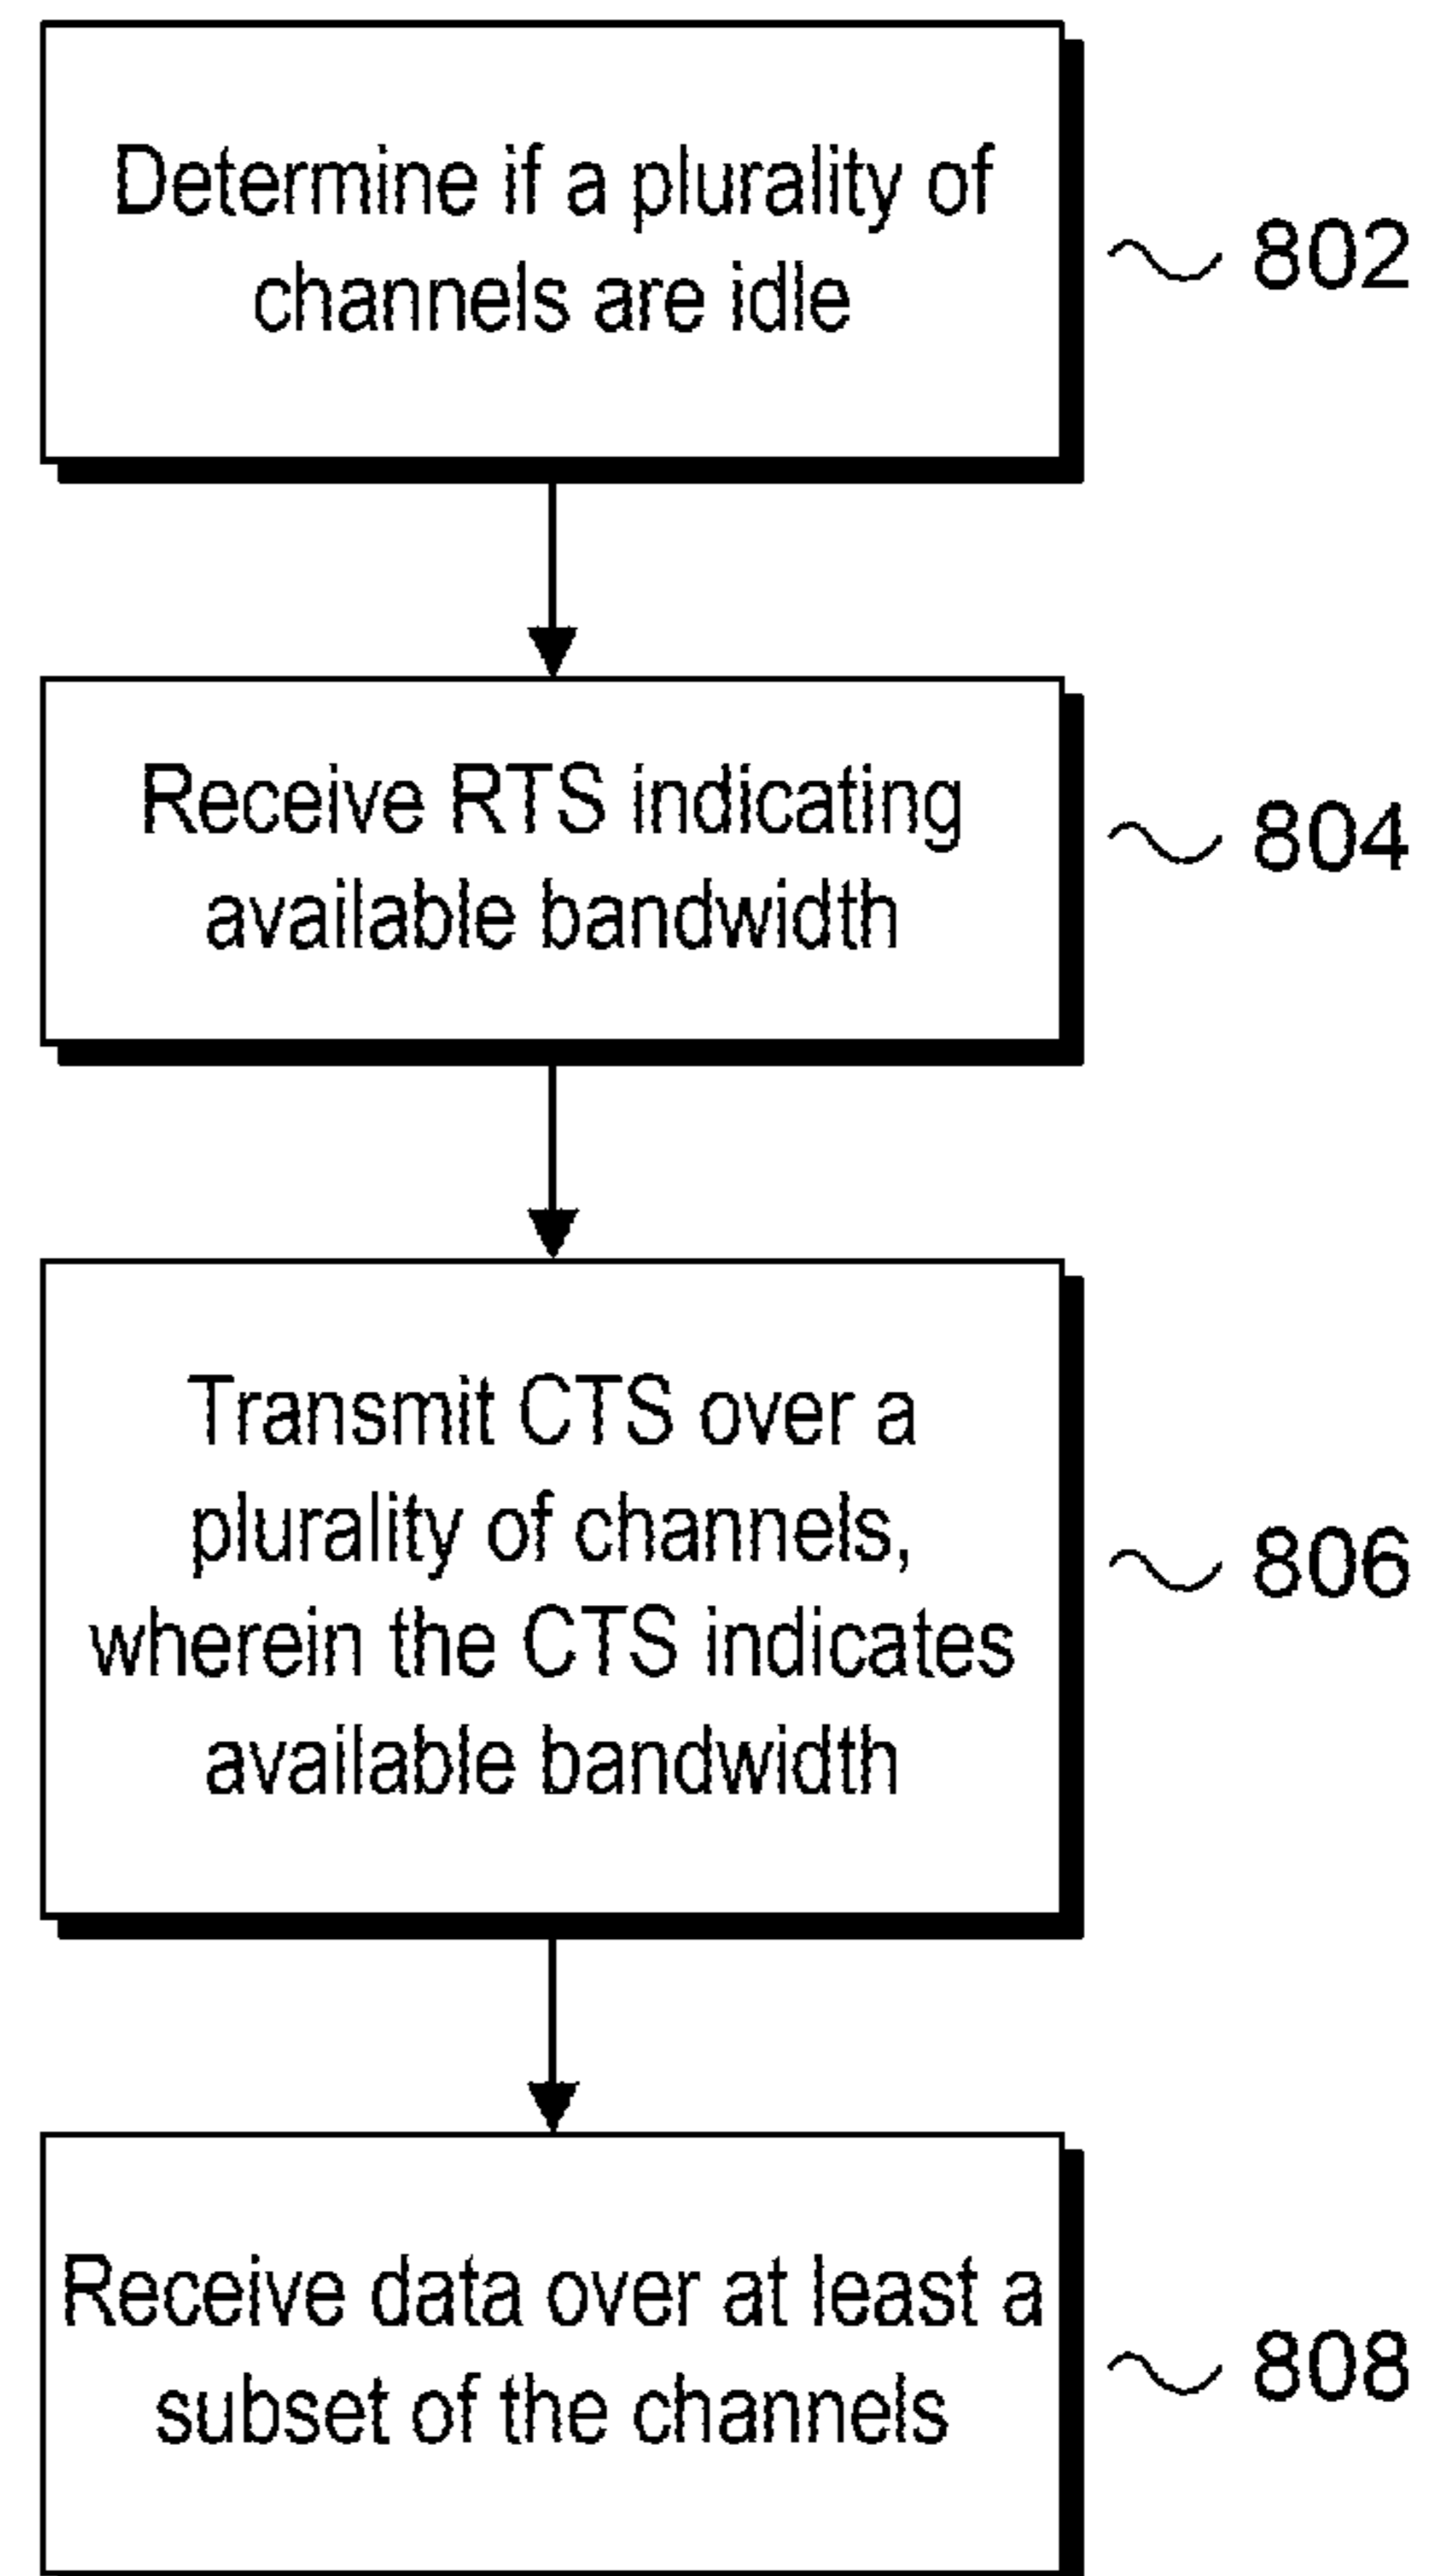 Determine if a plurality of
channels are idle
802
Receive RTS indicating
available bandwidth
804
Transmit CTS over a
plurality of channels,
wherein the CTS indicates
available bandwidth
806
Receive data over at least a
subset of the channels
808